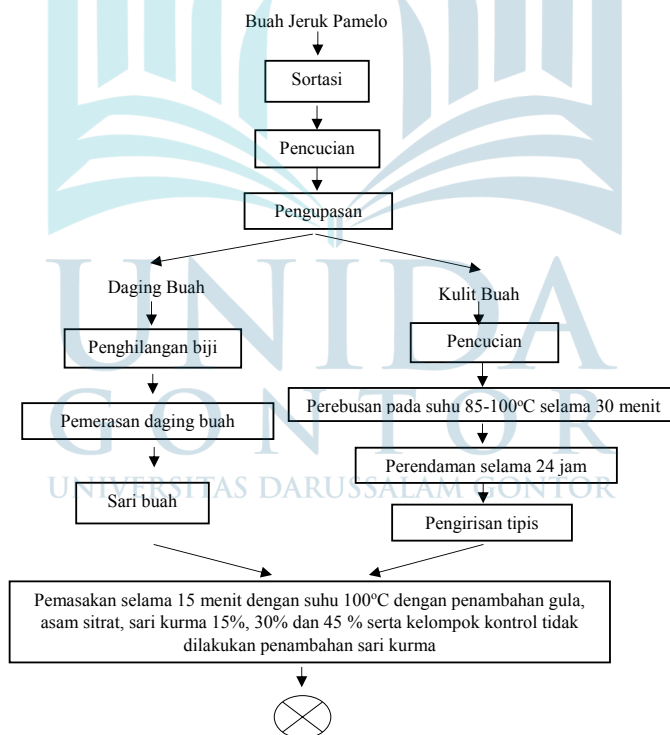 Buah Jeruk Pamelo
Sortasi
Pencucian
Pengupasan
Daging Buah
Penghilangan biji
Pemerasan daging buah
Sari buah
Kulit Buah
Pencucian
Perebusan pada suhu 85-100°C selama 30 menit
Perendaman selama 24 jam
Pengirisan tipis
Pemasakan selama 15 menit dengan suhu 100°C dengan penambahan gula,
asam sitrat, sari kurma 15%, 30% dan 45 % serta kelompok kontrol tidak
dilakukan penambahan sari kurma
UNIDA
GONTOR
UNIVERSITAS DARUSSALAM GONTOR